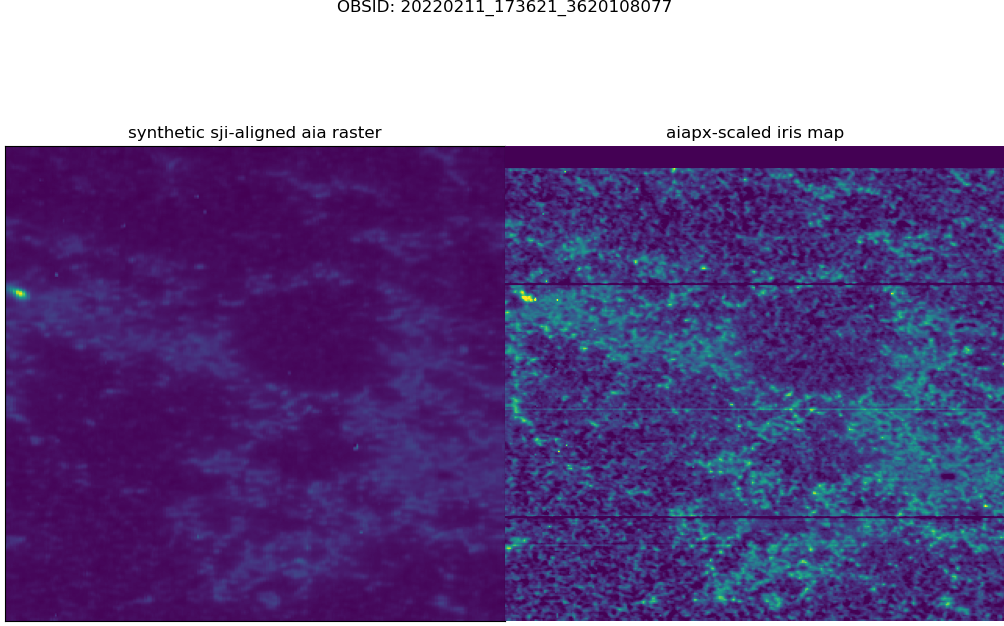 OBSID: 20220211_173621_3620108077
synthetic sji-aligned aia raster
aiapx-scaled iris map